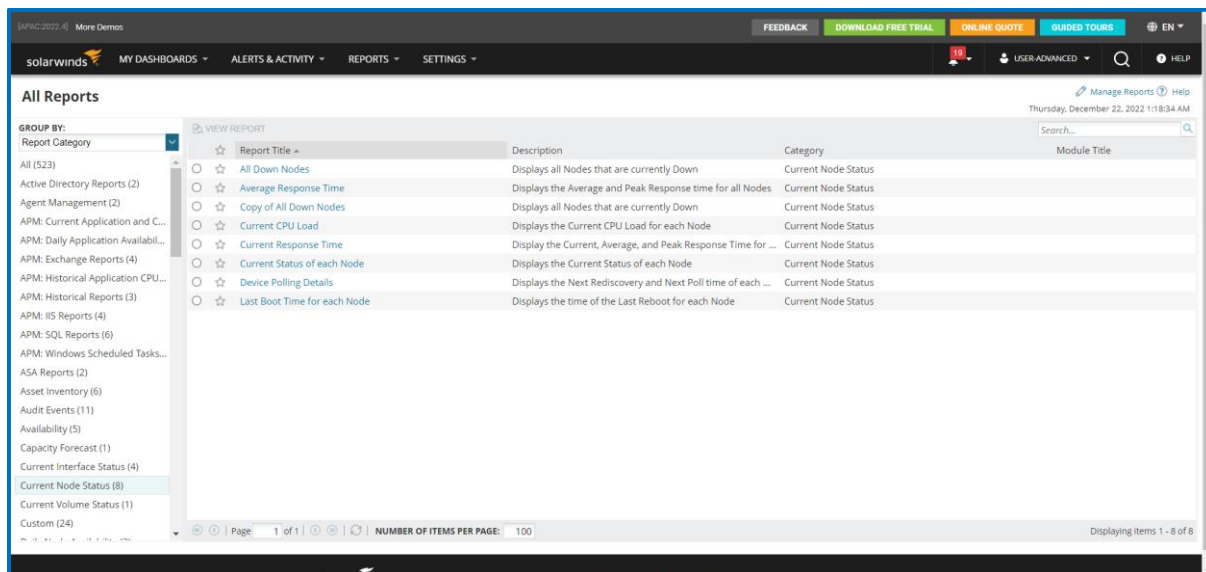 [APAC:2022.4] More Demos FEEDBACK DOWNLOAD FREE TRIAL ONLINE QUOTE GUIDED TOURS EN
solarwinds MY DASHBOARDS ALERTS & ACTIVITY REPORTS SETTINGS 19 USER-ADVANCED HELP
All Reports
Manage Reports Help
Thursday, December 22, 2022 1:18:34 AM
GROUP BY:
Report Category
All (523)
Active Directory Reports (2)
Agent Management (2)
APM: Current Application and C...
APM: Daily Application Availabil...
APM: Exchange Reports (4)
APM: Historical Application CPU...
APM: Historical Reports (3)
APM: IIS Reports (4)
APM: SQL Reports (6)
APM: Windows Scheduled Tasks...
ASA Reports (2)
Asset Inventory (6)
Audit Events (11)
Availability (5)
Capacity Forecast (1)
Current Interface Status (4)
Current Node Status (8)
Current Volume Status (1)
Custom (24)
VIEW REPORT Search...
Report Title Description Category Module Title
All Down Nodes Displays all Nodes that are currently Down Current Node Status
Average Response Time Displays the Average and Peak Response time for all Nodes Current Node Status
Copy of All Down Nodes Displays all Nodes that are currently Down Current Node Status
Current CPU Load Displays the Current CPU Load for each Node Current Node Status
Current Response Time Display the Current, Average, and Peak Response Time for ... Current Node Status
Current Status of each Node Displays the Current Status of each Node Current Node Status
Device Polling Details Displays the Next Rediscovery and Next Poll time of each ... Current Node Status
Last Boot Time for each Node Displays the time of the Last Reboot for each Node Current Node Status
Page 1 of 1 NUMBER OF ITEMS PER PAGE: 100 Displaying items 1 - 8 of 8